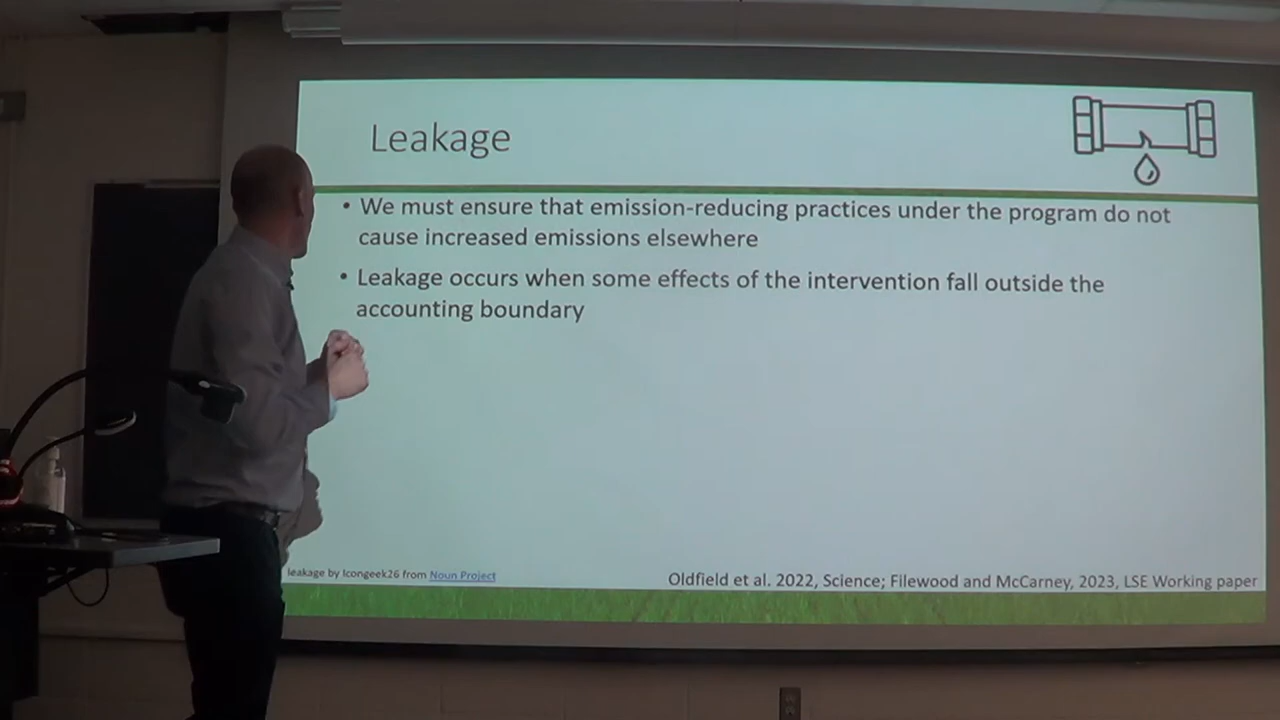 Leakage
• We must ensure that emission-reducing practices under the program do not
cause increased emissions elsewhere
• Leakage occurs when some effects of the intervention fall outside the
accounting boundary
leakage by Icongeek26 from Noun Project
Oldfield et al. 2022, Science; Filewood and McCarney, 2023, LSE Working paper